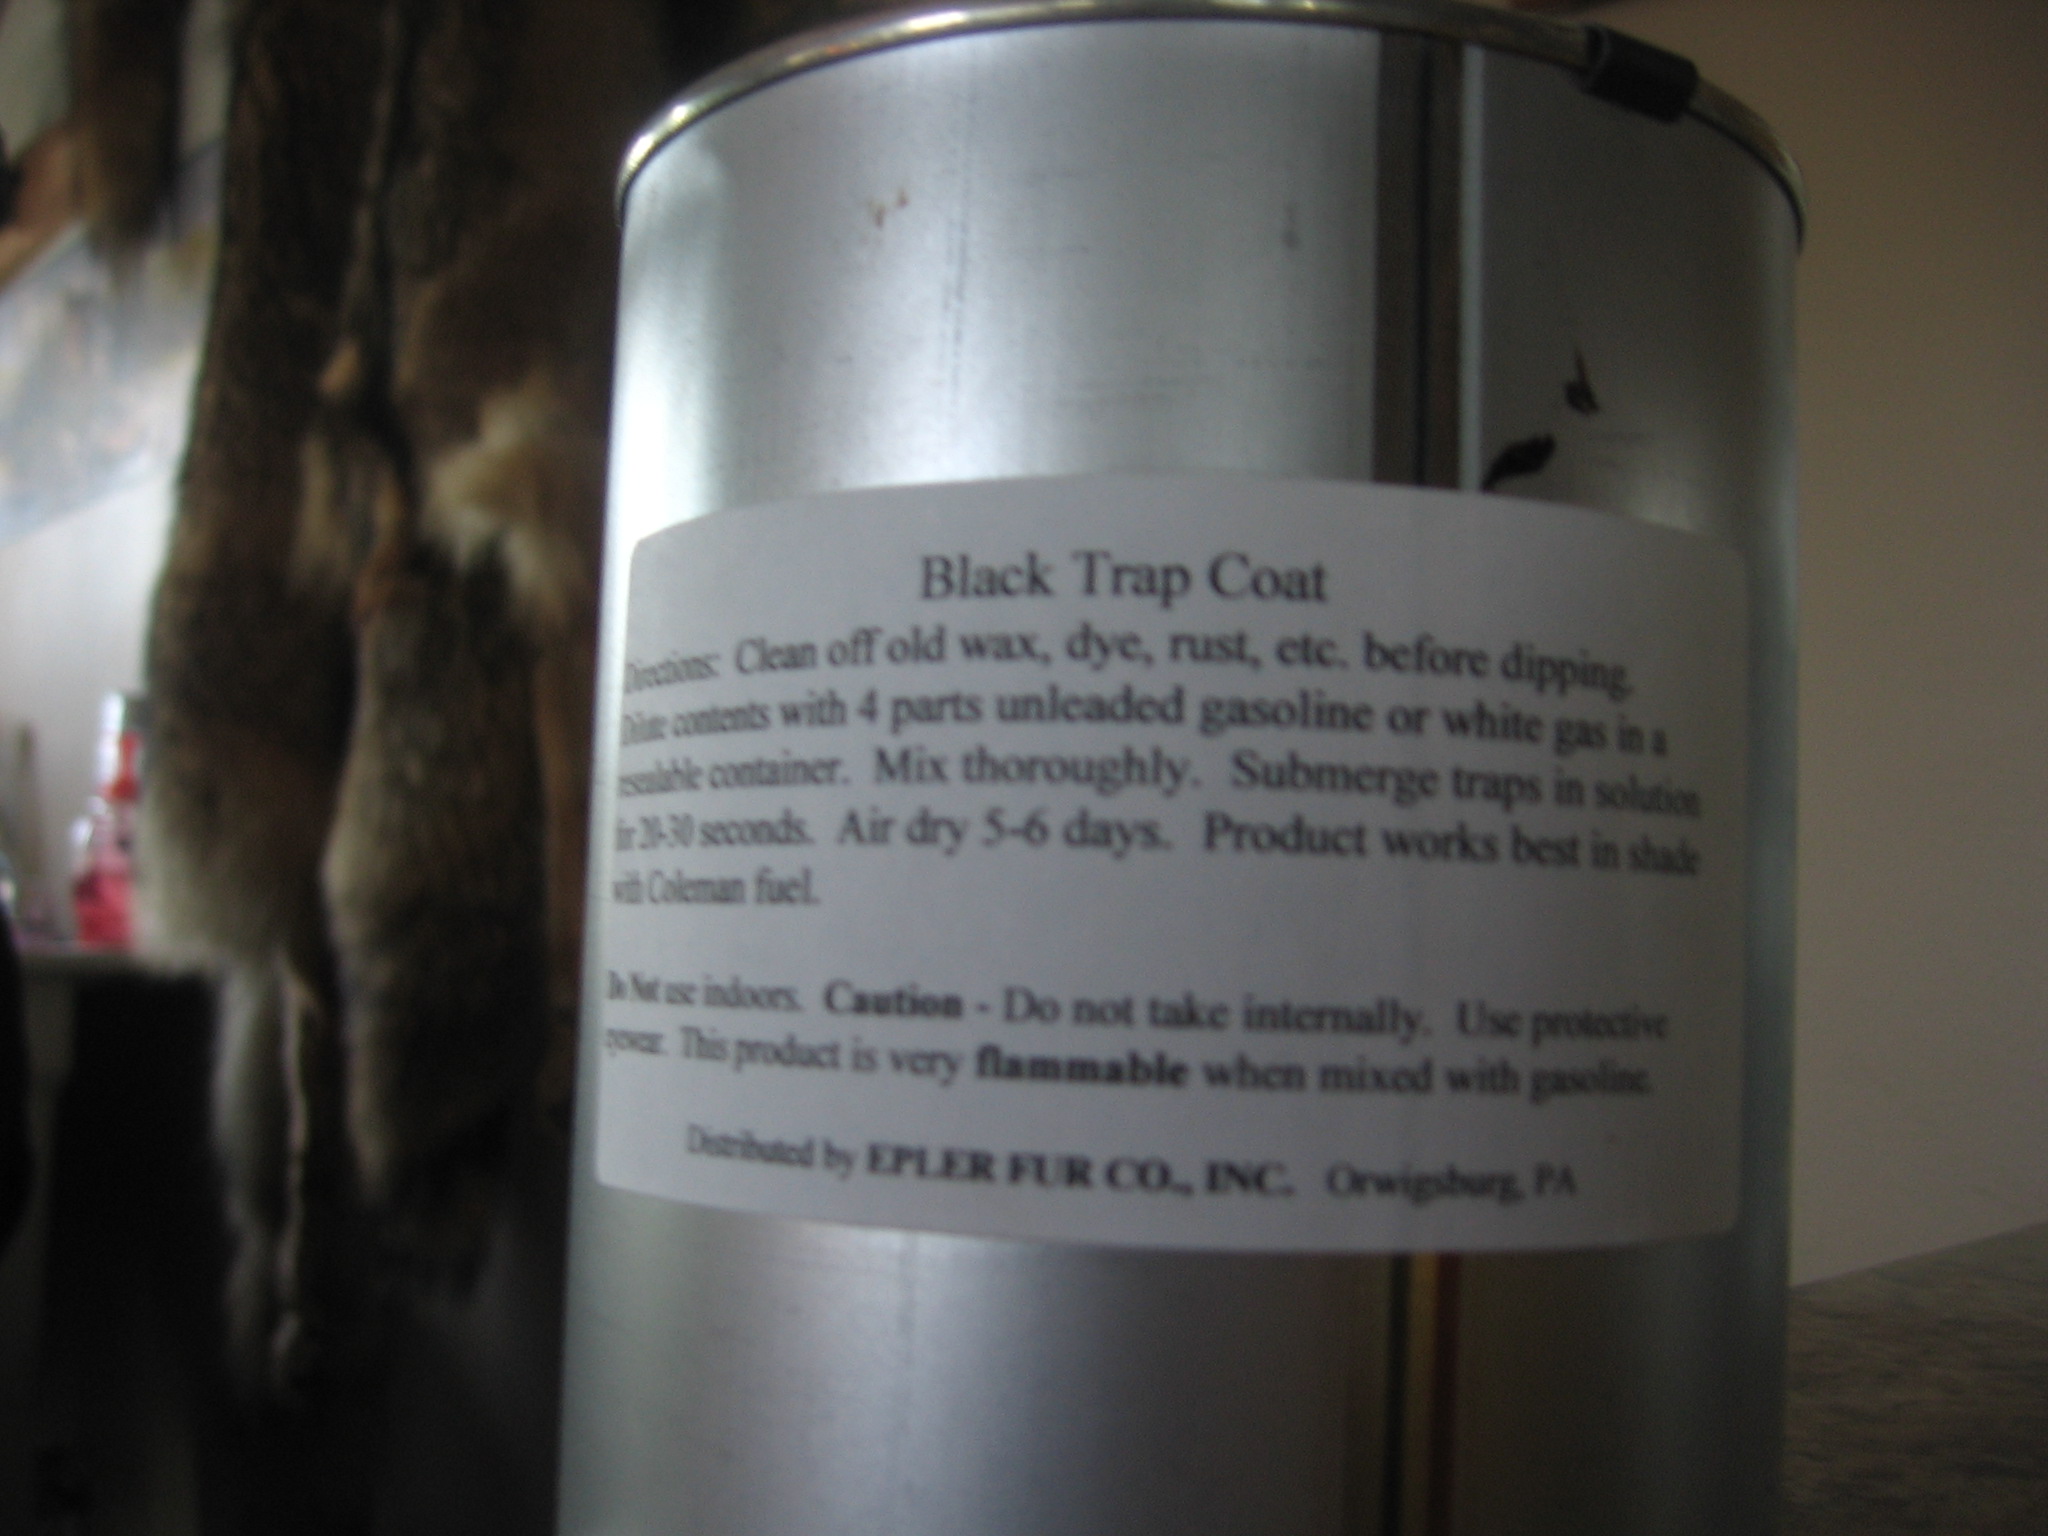 Black Trap Coat
Directions: Clean off old wax, dye, rust, etc. before dipping.
Dilute contents with 4 parts unleaded gasoline or white gas in a
resealable container. Mix thoroughly. Submerge traps in solution
for 20-30 seconds. Air dry 5-6 days. Product works best in shade
with Coleman fuel.
Do Not use indoors. Caution - Do not take internally. Use protective
eyewear. This product is very flammable when mixed with gasoline.
Distributed by EPLER FUR CO., INC. Orwigsburg, PA